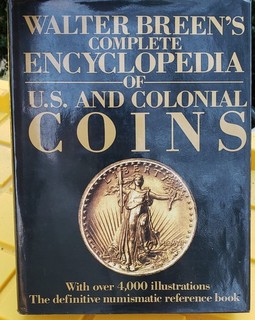 WALTER BREEN'S
COMPLETE
ENCYCLOPEDIA
OF
U.S. AND COLONIAL
COINS
With over 4,000 illustrations
The definitive numismatic reference book